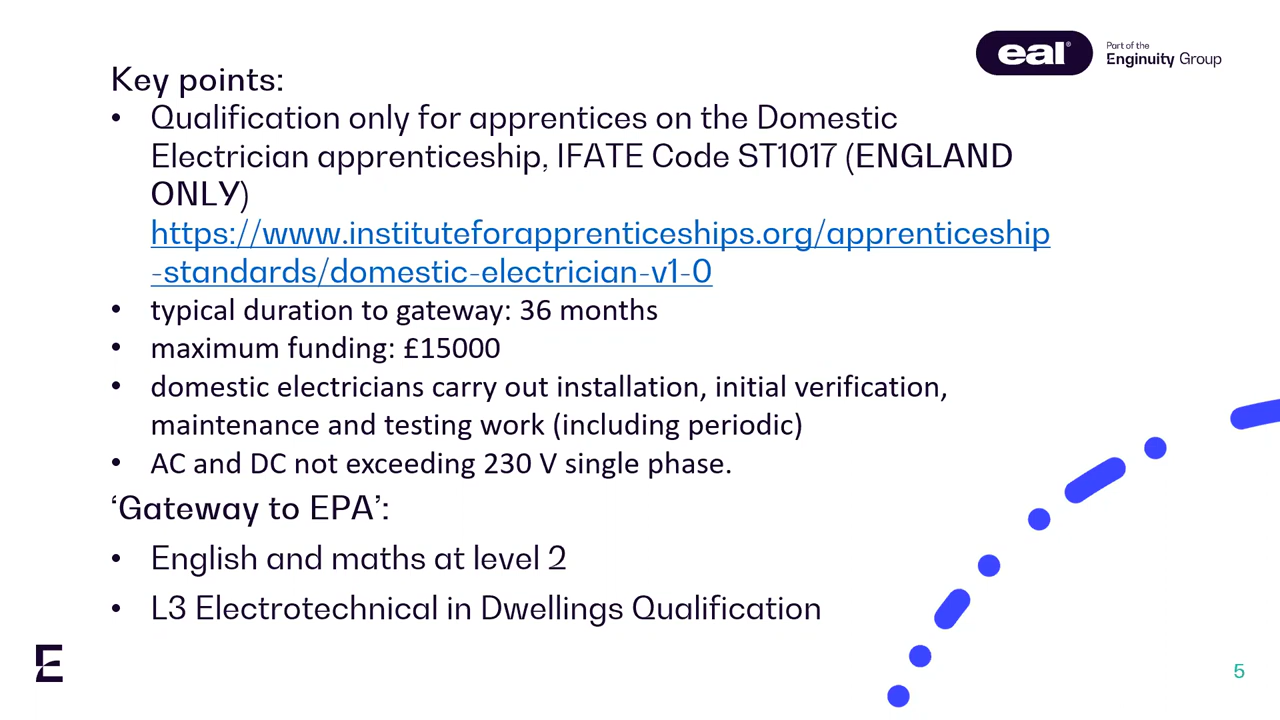 eal®
Part of the
Enginuity Group
Key points:
• Qualification only for apprentices on the Domestic
Electrician apprenticeship, IFATE Code ST1017 (ENGLAND
ONLY)
https://www.instituteforapprenticeships.org/apprenticeship
-standards/domestic-electrician-v1-0
• typical duration to gateway: 36 months
• maximum funding: £15000
• domestic electricians carry out installation, initial verification,
maintenance and testing work (including periodic)
• AC and DC not exceeding 230 V single phase.
‘Gateway to EPA’:
• English and maths at level 2
• L3 Electrotechnical in Dwellings Qualification
E
5